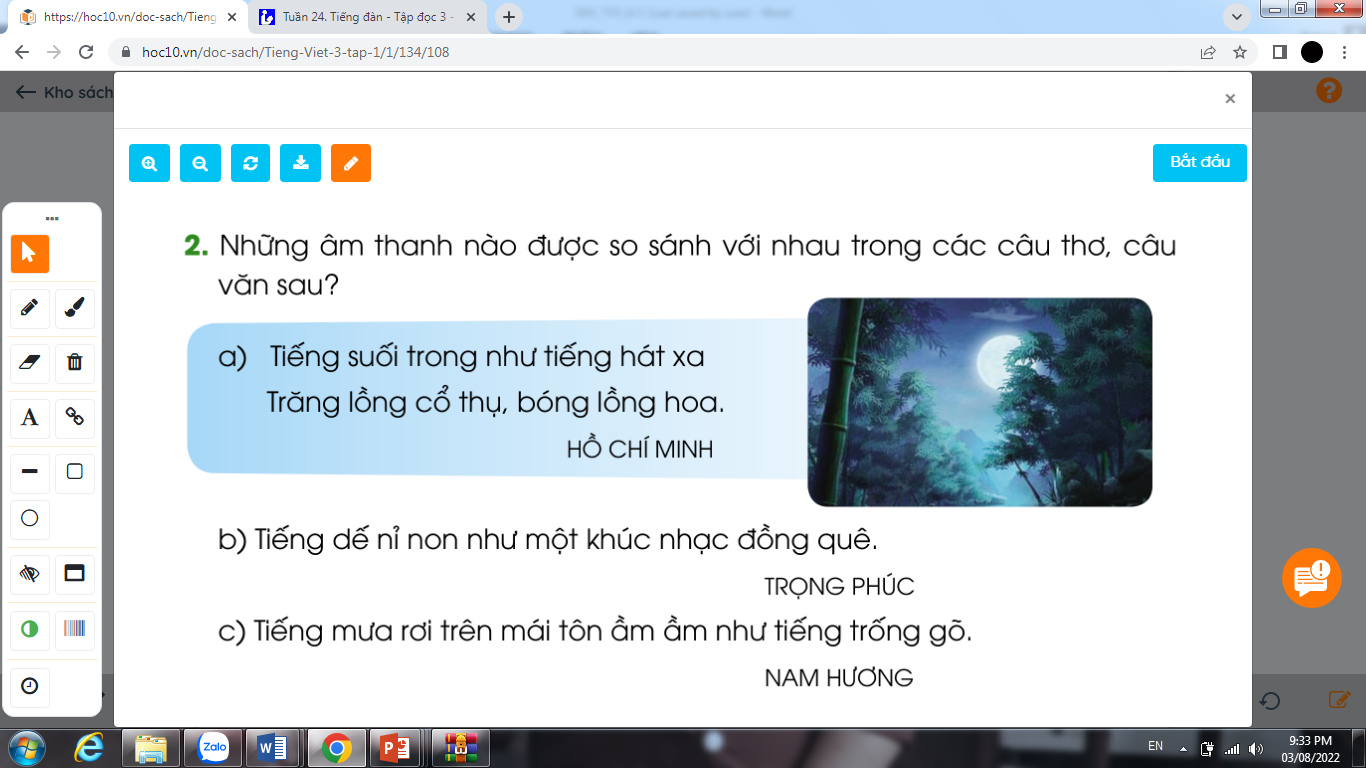 https://hoc10.vn/doc-sach/Tieng
Tuần 24. Tiếng đàn - Tập đọc 3 -
hoc10.vn/doc-sach/Tieng-Viet-3-tap-1/1/134/108
Kho sách
Bắt đầu
2. Những âm thanh nào được so sánh với nhau trong các câu thơ, câu
văn sau?
a) Tiếng suối trong như tiếng hát xa
Trăng lồng cổ thụ, bóng lồng hoa.
HỒ CHÍ MINH
b) Tiếng dế nỉ non như một khúc nhạc đồng quê.
TRỌNG PHÚC
c) Tiếng mưa rơi trên mái tôn ầm ầm như tiếng trống gõ.
NAM HƯƠNG
A
Zalo
EN
9:33 PM
03/08/2022